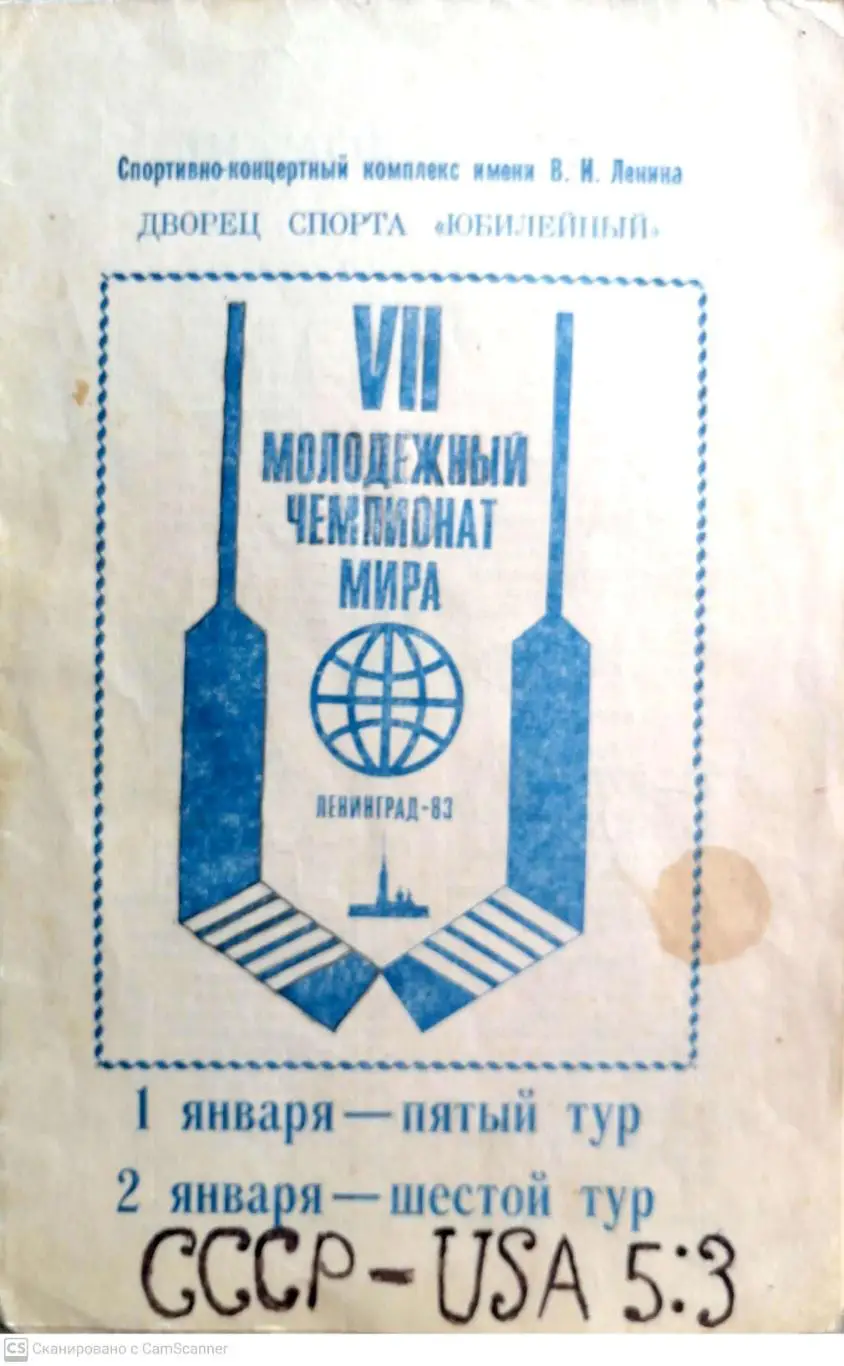 Спортивно-концертный комплекс имени В. И. Ленина
ДВОРЕЦ СПОРТА «ЮБИЛЕЙНЫЙ»
VII
МОЛОДЕЖНЫЙ
ЧЕМПИОНАТ
МИРА
ЛЕНИНГРАД-83
1 января — пятый тур
2 января — шестой тур
СССР - USA 5:3
CS Сканировано с CamScanner